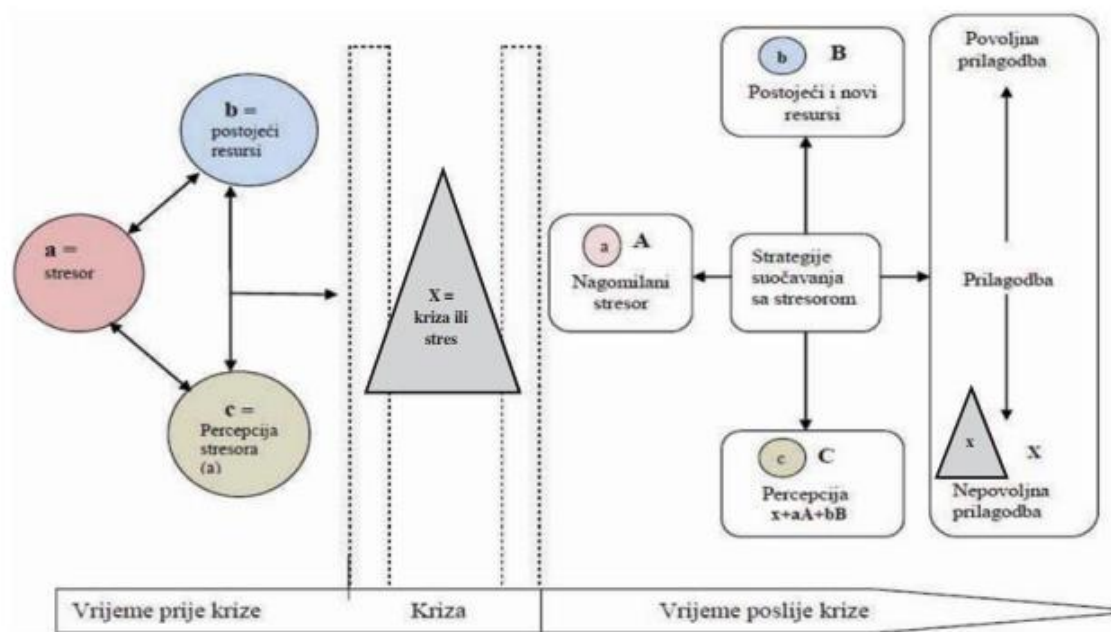 b =
postojeći
resursi
a =
stresor
c =
Percepcija
stresora
(a)
X =
kriza ili
stres
a A
Nagomilani
stresor
b B
Postojeći i novi
resursi
Strategije
suočavanja
sa stresorom
c C
Percepcija
x+aA+bB
Povoljna
prilagodba
Prilagodba
x X
Nepovoljna
prilagodba
Vrijeme prije krize
Kriza
Vrijeme poslije krize